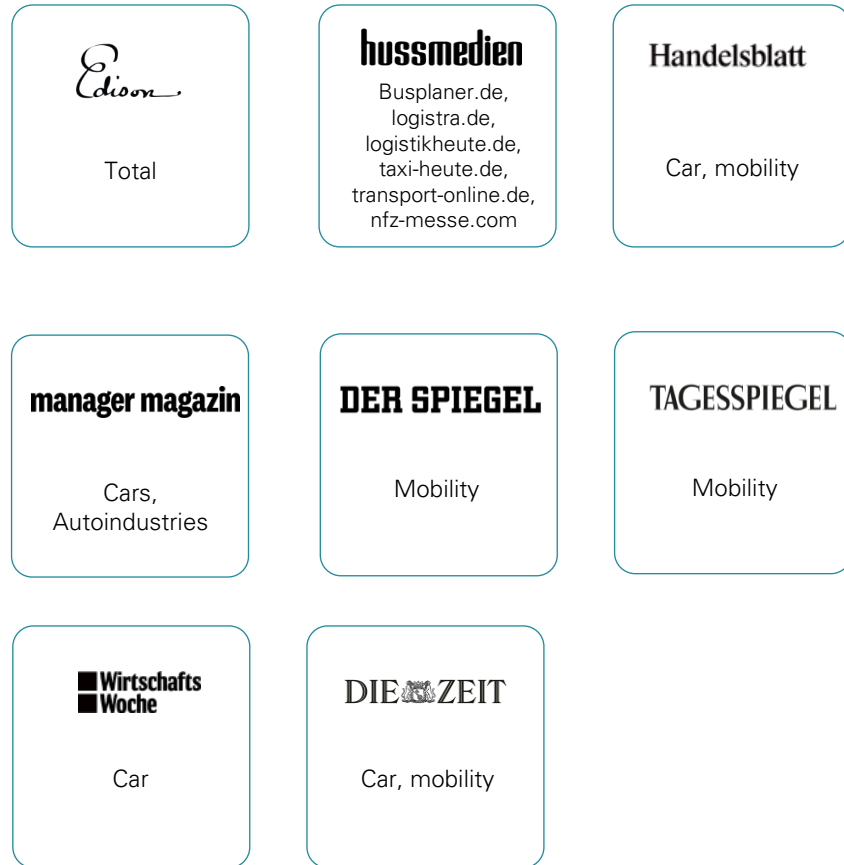 Edison
Total
hussmedien
Busplaner.de,
logistra.de,
logistikheute.de,
taxi-heute.de,
transport-online.de,
nfz-messe.com
Handelsblatt
Car, mobility
manager magazin
Cars,
Autoindustries
DER SPIEGEL
Mobility
TAGESSPIEGEL
Mobility
Wirtschafts
Woche
Car
DIE ZEIT
Car, mobility